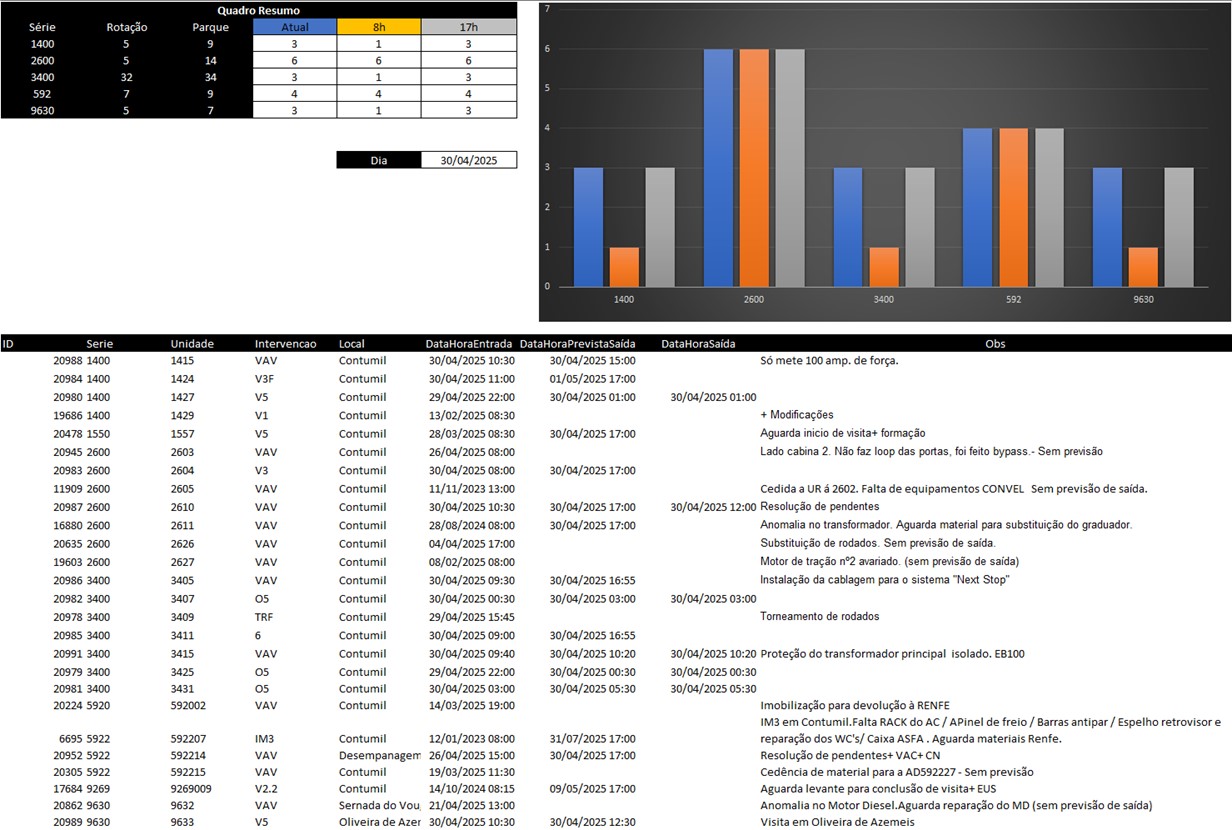 Quadro Resumo
Série Rotação Parque Atual 8h 17h
1400 5 9 3 1 3
2600 5 14 6 6 6
3400 32 34 3 1 3
592 7 9 4 4 4
9630 5 7 3 1 3
Dia 30/04/2025
7
6
5
4
3
2
1
0
1400 2600 3400 592 9630
ID Serie Unidade Intervencao Local DataHoraEntrada DataHoraPrevistaSaída DataHoraSaída Obs
20988 1400 1415 VAV Contumil 30/04/2025 10:30 30/04/2025 15:00 Só mete 100 amp. de força.
20984 1400 1424 V3F Contumil 30/04/2025 11:00 01/05/2025 17:00
20980 1400 1427 V5 Contumil 29/04/2025 22:00 30/04/2025 01:00 30/04/2025 01:00
19686 1400 1429 V1 Contumil 13/02/2025 08:30 + Modificações
20478 1550 1557 V5 Contumil 28/03/2025 08:30 30/04/2025 17:00 Aguarda inicio de visita+ formação
20945 2600 2603 VAV Contumil 26/04/2025 08:00 Lado cabina 2. Não faz loop das portas, foi feito bypass.- Sem previsão
20983 2600 2604 V3 Contumil 30/04/2025 08:00 30/04/2025 17:00
11909 2600 2605 VAV Contumil 11/11/2023 13:00 Cedida a UR á 2602. Falta de equipamentos CONVEL Sem previsão de saída.
20987 2600 2610 VAV Contumil 30/04/2025 10:30 30/04/2025 17:00 30/04/2025 12:00 Resolução de pendentes
16880 2600 2611 VAV Contumil 28/08/2024 08:00 30/04/2025 17:00 Anomalia no transformador. Aguarda material para substituição do graduador.
20635 2600 2626 VAV Contumil 04/04/2025 17:00 Substituição de rodados. Sem previsão de saída.
19603 2600 2627 VAV Contumil 08/02/2025 08:00 Motor de tração nº2 avariado. (sem previsão de saída)
20986 3400 3405 VAV Contumil 30/04/2025 09:30 30/04/2025 16:55 Instalação da cablagem para o sistema "Next Stop"
20982 3400 3407 O5 Contumil 30/04/2025 00:30 30/04/2025 03:00 30/04/2025 03:00
20978 3400 3409 TRF Contumil 29/04/2025 15:45 Torneamento de rodados
20985 3400 3411 6 Contumil 30/04/2025 09:00 30/04/2025 16:55
20991 3400 3415 VAV Contumil 30/04/2025 09:40 30/04/2025 10:20 30/04/2025 10:20 Proteção do transformador principal isolado. EB100
20979 3400 3425 O5 Contumil 29/04/2025 22:00 30/04/2025 00:30 30/04/2025 00:30
20981 3400 3431 O5 Contumil 30/04/2025 03:00 30/04/2025 05:30 30/04/2025 05:30
20224 5920 592002 VAV Contumil 14/03/2025 19:00 Imobilização para devolução à RENFE
IM3 em Contumil.Falta RACK do AC / APinel de freio / Barras antipar / Espelho retrovisor e
6695 5922 592207 IM3 Contumil 12/01/2023 08:00 31/07/2025 17:00 reparação dos WC's/ Caixa ASFA . Aguarda materiais Renfe.
20952 5922 592214 VAV Desempanagem 26/04/2025 15:00 30/04/2025 17:00 Resolução de pendentes+ VAC+ CN
20305 5922 592215 VAV Contumil 19/03/2025 11:30 Cedência de material para a AD592227 - Sem previsão
17684 9269 9269009 V2.2 Contumil 14/10/2024 08:15 09/05/2025 17:00 Aguarda levante para conclusão de visita+ EUS
20862 9630 9632 VAV Sernada do Vou 21/04/2025 13:00 Anomalia no Motor Diesel.Aguarda reparação do MD (sem previsão de saída)
20989 9630 9633 V5 Oliveira de Azer 30/04/2025 10:30 30/04/2025 12:30 Visita em Oliveira de Azemeis